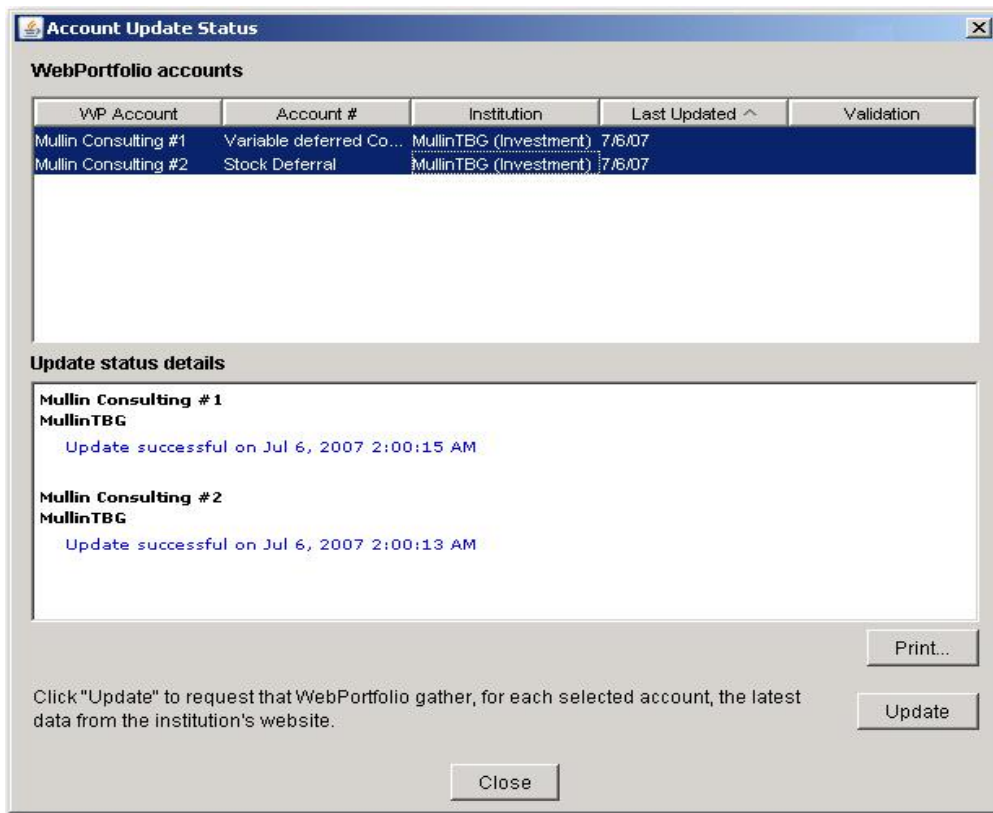 Account Update Status
WebPortfolio accounts
WP Account Account # Institution Last Updated Validation
Mullin Consulting #1 Variable deferred Co... MullinTBG (Investment) 7/6/07
Mullin Consulting #2 Stock Deferral MullinTBG (Investment) 7/6/07
Update status details
Mullin Consulting #1
MullinTBG
Update successful on Jul 6, 2007 2:00:15 AM
Mullin Consulting #2
MullinTBG
Update successful on Jul 6, 2007 2:00:13 AM
Print...
Click "Update" to request that WebPortfolio gather, for each selected account, the latest
data from the institution's website.
Update
Close